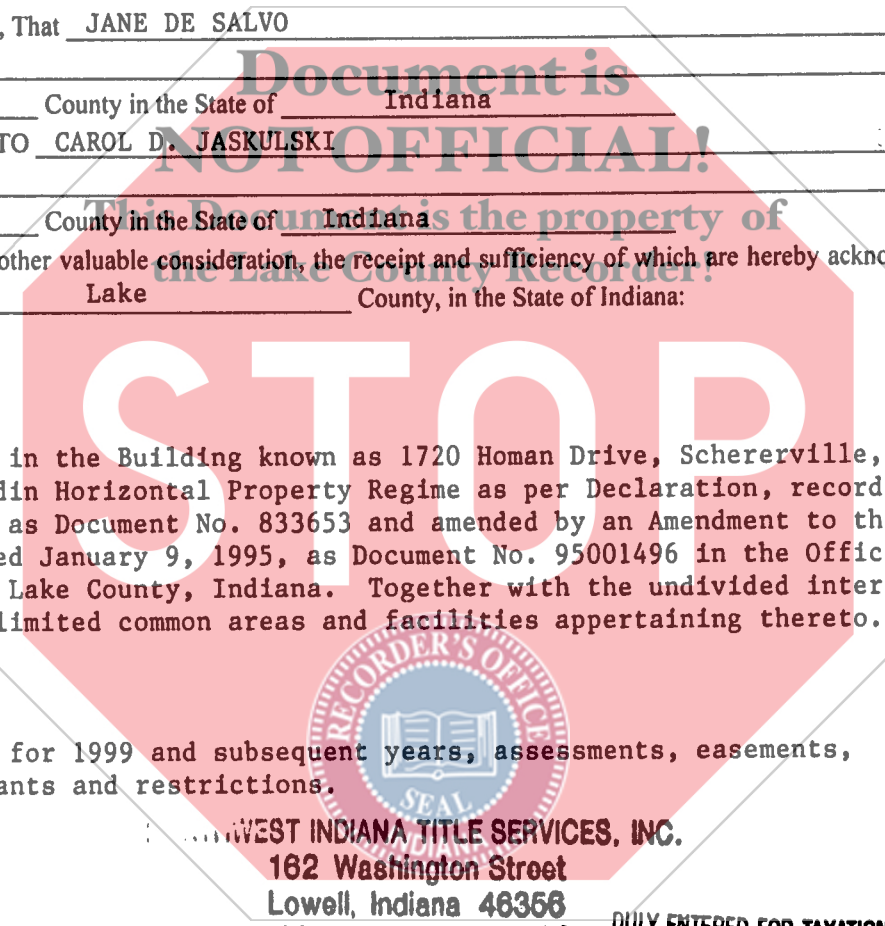 , That JANE DE SALVO
Document is
County in the State of Indiana
TO CAROL D. JASKULSKI
NOT OFFICIAL!
This Document is the property of
County in the State of Indiana
other valuable consideration, the receipt and sufficiency of which are hereby ackno
the Lake County Recorder!
Lake County, in the State of Indiana:
STOP
in the Building known as 1720 Homan Drive, Schererville,
din Horizontal Property Regime as per Declaration, record
as Document No. 833653 and amended by an Amendment to th
ed January 9, 1995, as Document No. 95001496 in the Offic
Lake County, Indiana. Together with the undivided inter
limited common areas and facilities appertaining thereto.
RECORDER'S OFFICE
for 1999 and subsequent years, assessments, easements,
ants and restrictions.
SEAL
INDIANA
WEST INDIANA TITLE SERVICES, INC.
162 Washington Street
Lowell, Indiana 46356
DULY ENTERED FOR TAXATION